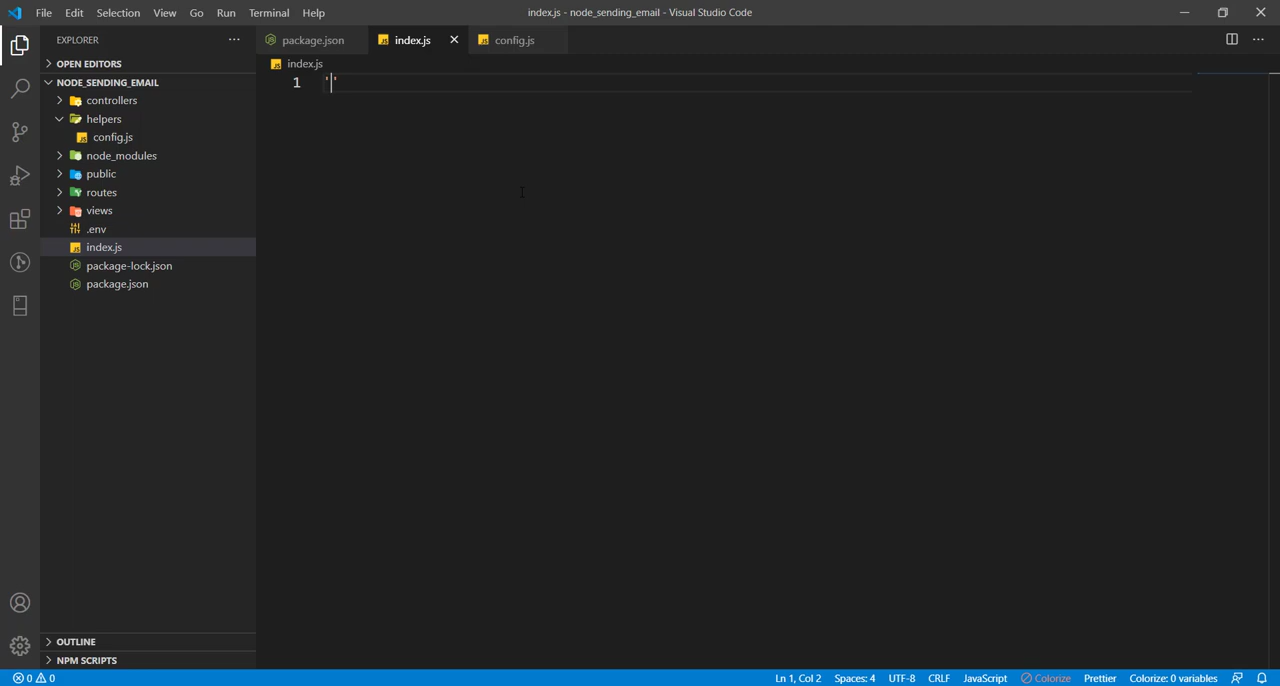 File Edit Selection View Go Run Terminal Help index.js - node_sending_email - Visual Studio Code
EXPLORER ... package.json index.js config.js ...
OPEN EDITORS
index.js
NODE_SENDING_EMAIL
1 ''
controllers
helpers
config.js
node_modules
public
routes
views
.env
index.js
package-lock.json
package.json
OUTLINE
NPM SCRIPTS
0 0 Ln 1, Col 2 Spaces: 4 UTF-8 CRLF JavaScript Colorize Prettier Colorize: 0 variables